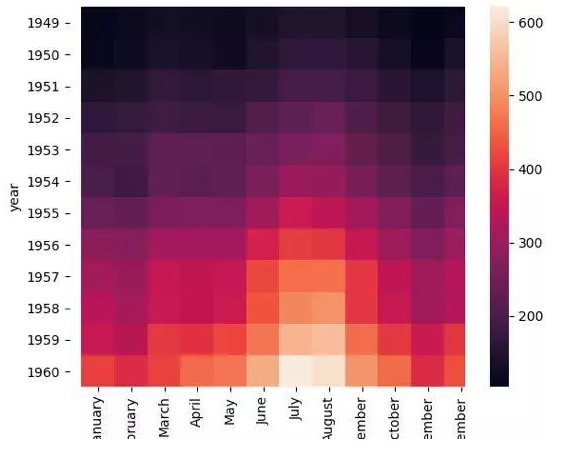 1949
1950
1951
1952
1953
1954
1955
1956
1957
1958
1959
1960
year
anuary
bruary
March
April
May
June
July
August
ember
ctober
ember
ember
600
500
400
300
200